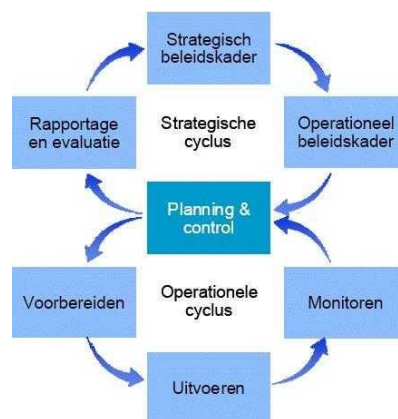 Strategisch
beleidskader
Rapportage
en evaluatie
Strategische
cyclus
Operationeel
beleidskader
Planning &
control
Voorbereiden
Operationele
cyclus
Monitoren
Uitvoeren